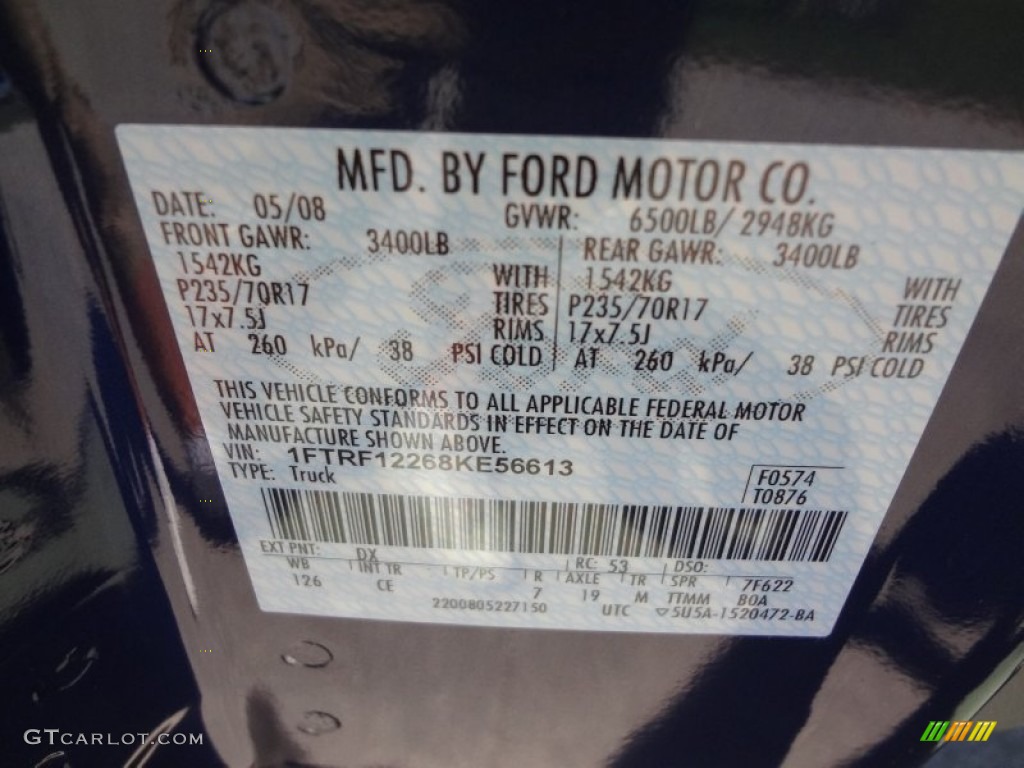 MFD. BY FORD MOTOR CO.
DATE: 05/08 GVWR: 6500LB/ 2948KG
FRONT GAWR: 3400LB REAR GAWR: 3400LB
1542KG WITH 1542KG WITH
P235/70R17 TIRES P235/70R17 TIRES
17x7.5J RIMS 17x7.5J RIMS
AT 260 kPa/ 38 PSI COLD AT 260 kPa/ 38 PSI COLD
THIS VEHICLE CONFORMS TO ALL APPLICABLE FEDERAL MOTOR
VEHICLE SAFETY STANDARDS IN EFFECT ON THE DATE OF
MANUFACTURE SHOWN ABOVE.
VIN: 1FTRF12268KE56613
TYPE: Truck
F0574
T0876
EXT PNT: DX RC: 53 DSO:
WB INT TR TP/PS R AXLE TR SPR 7F622
126 CE 7 19 M TTMM BOA
2200805227150 UTC ▽5U5A-1520472-BA
GTCARLOT.COM